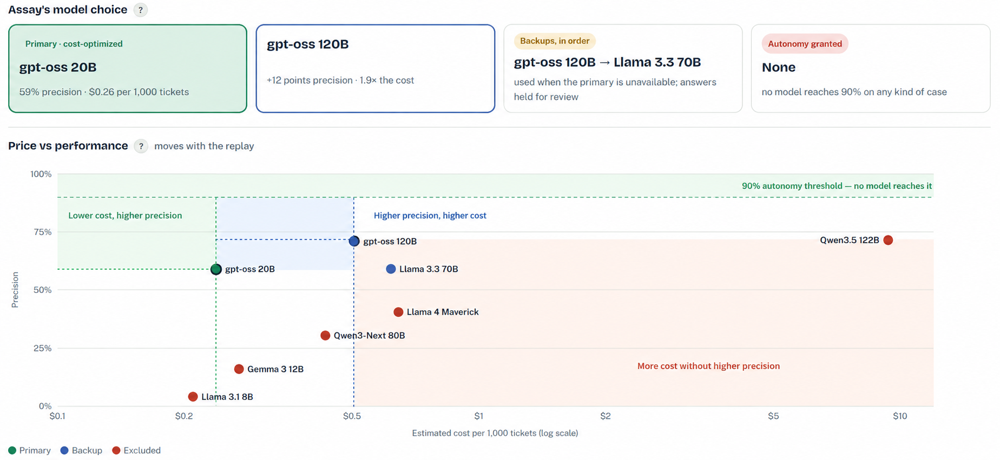 Assay's model choice ?
Primary · cost-optimized
gpt-oss 20B
59% precision · $0.26 per 1,000 tickets
gpt-oss 120B
+12 points precision · 1.9× the cost
Backups, in order
gpt-oss 120B → Llama 3.3 70B
used when the primary is unavailable; answers
held for review
Autonomy granted
None
no model reaches 90% on any kind of case
Price vs performance ? moves with the replay
100%
90% autonomy threshold — no model reaches it
Lower cost, higher precision
Higher precision, higher cost
75%
gpt-oss 120B
Qwen3.5 122B
gpt-oss 20B
Llama 3.3 70B
Precision
50%
Llama 4 Maverick
Qwen3-Next 80B
25%
More cost without higher precision
Gemma 3 12B
Llama 3.1 8B
0%
$0.1
$0.2
$0.5
$1
$2
$5
$10
Estimated cost per 1,000 tickets (log scale)
Primary
Backup
Excluded